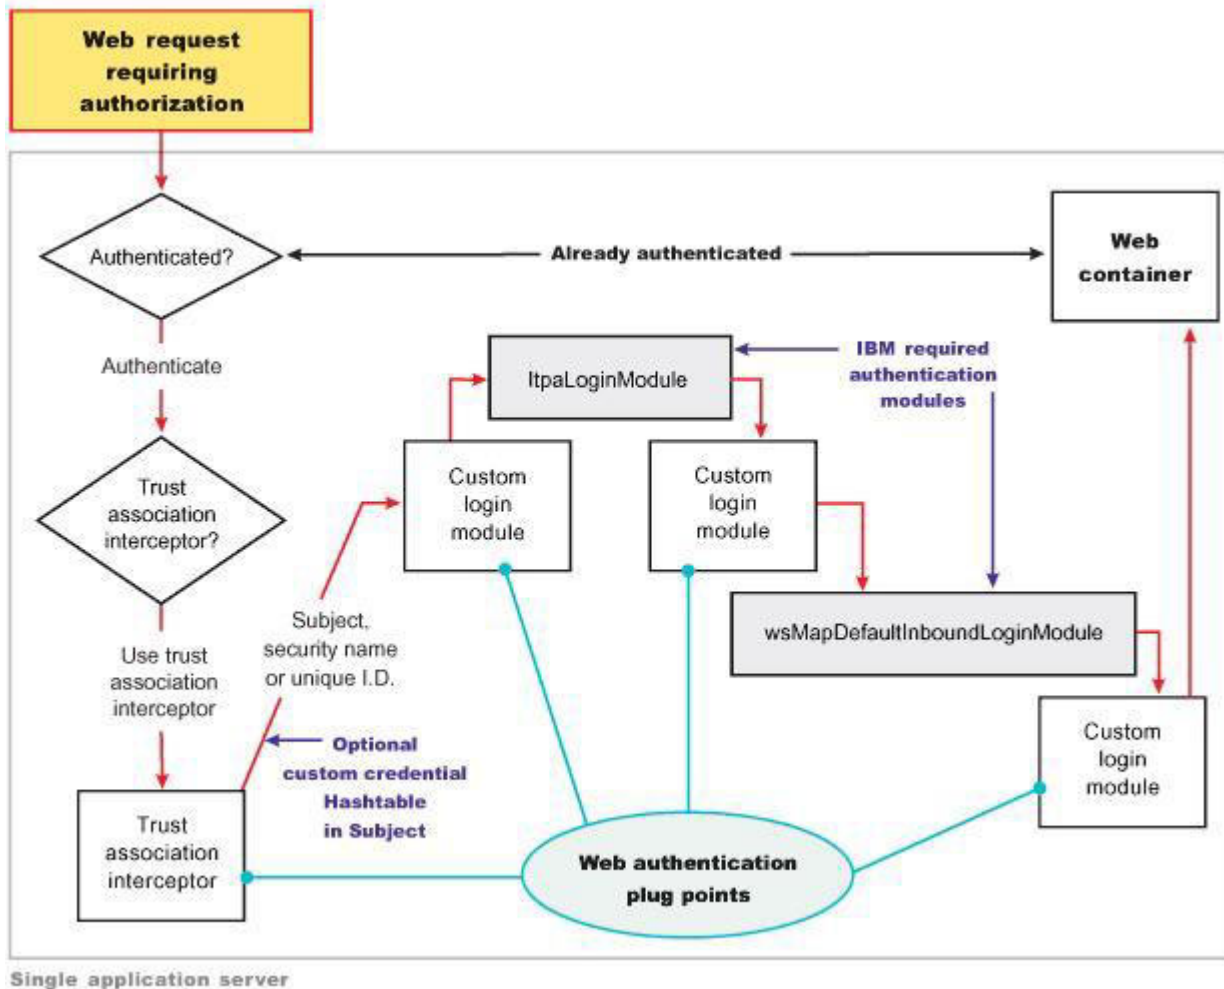 Web request
requiring
authorization
Authenticated?
Already authenticated
Web
container
Authenticate
ltpaLoginModule
IBM required
authentication
modules
Trust
association
interceptor?
Custom
login
module
Custom
login
module
Subject,
security name
or unique I.D.
wsMapDefaultInboundLoginModule
Use trust
association
interceptor
Optional
custom credential
Hashtable
in Subject
Custom
login
module
Trust
association
interceptor
Web authentication
plug points
Single application server